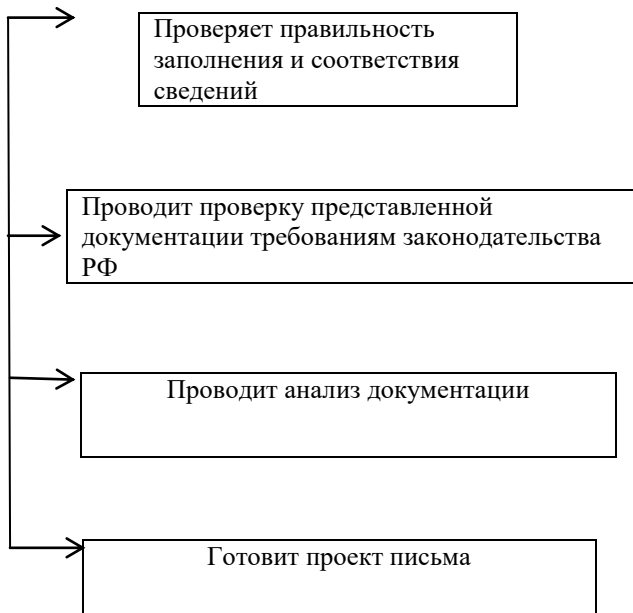 Проверяет правильность
заполнения и соответствия
сведений
Проводит проверку представленной
документации требованиям законодательства
РФ
Проводит анализ документации
Готовит проект письма